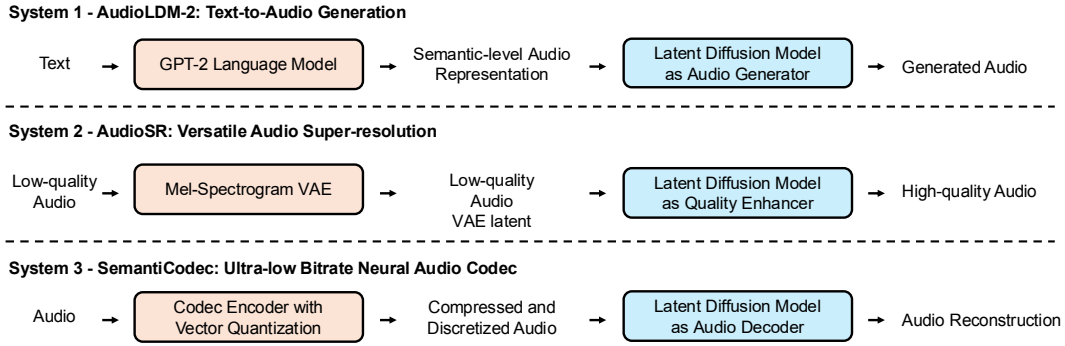 System 1 - AudioLDM-2: Text-to-Audio Generation
Text
GPT-2 Language Model
Semantic-level Audio
Representation
Latent Diffusion Model
as Audio Generator
Generated Audio
System 2 - AudioSR: Versatile Audio Super-resolution
Low-quality
Audio
Mel-Spectrogram VAE
Low-quality
Audio
VAE latent
Latent Diffusion Model
as Quality Enhancer
High-quality Audio
System 3 - SemantiCodec: Ultra-low Bitrate Neural Audio Codec
Audio
Codec Encoder with
Vector Quantization
Compressed and
Discretized Audio
Latent Diffusion Model
as Audio Decoder
Audio Reconstruction